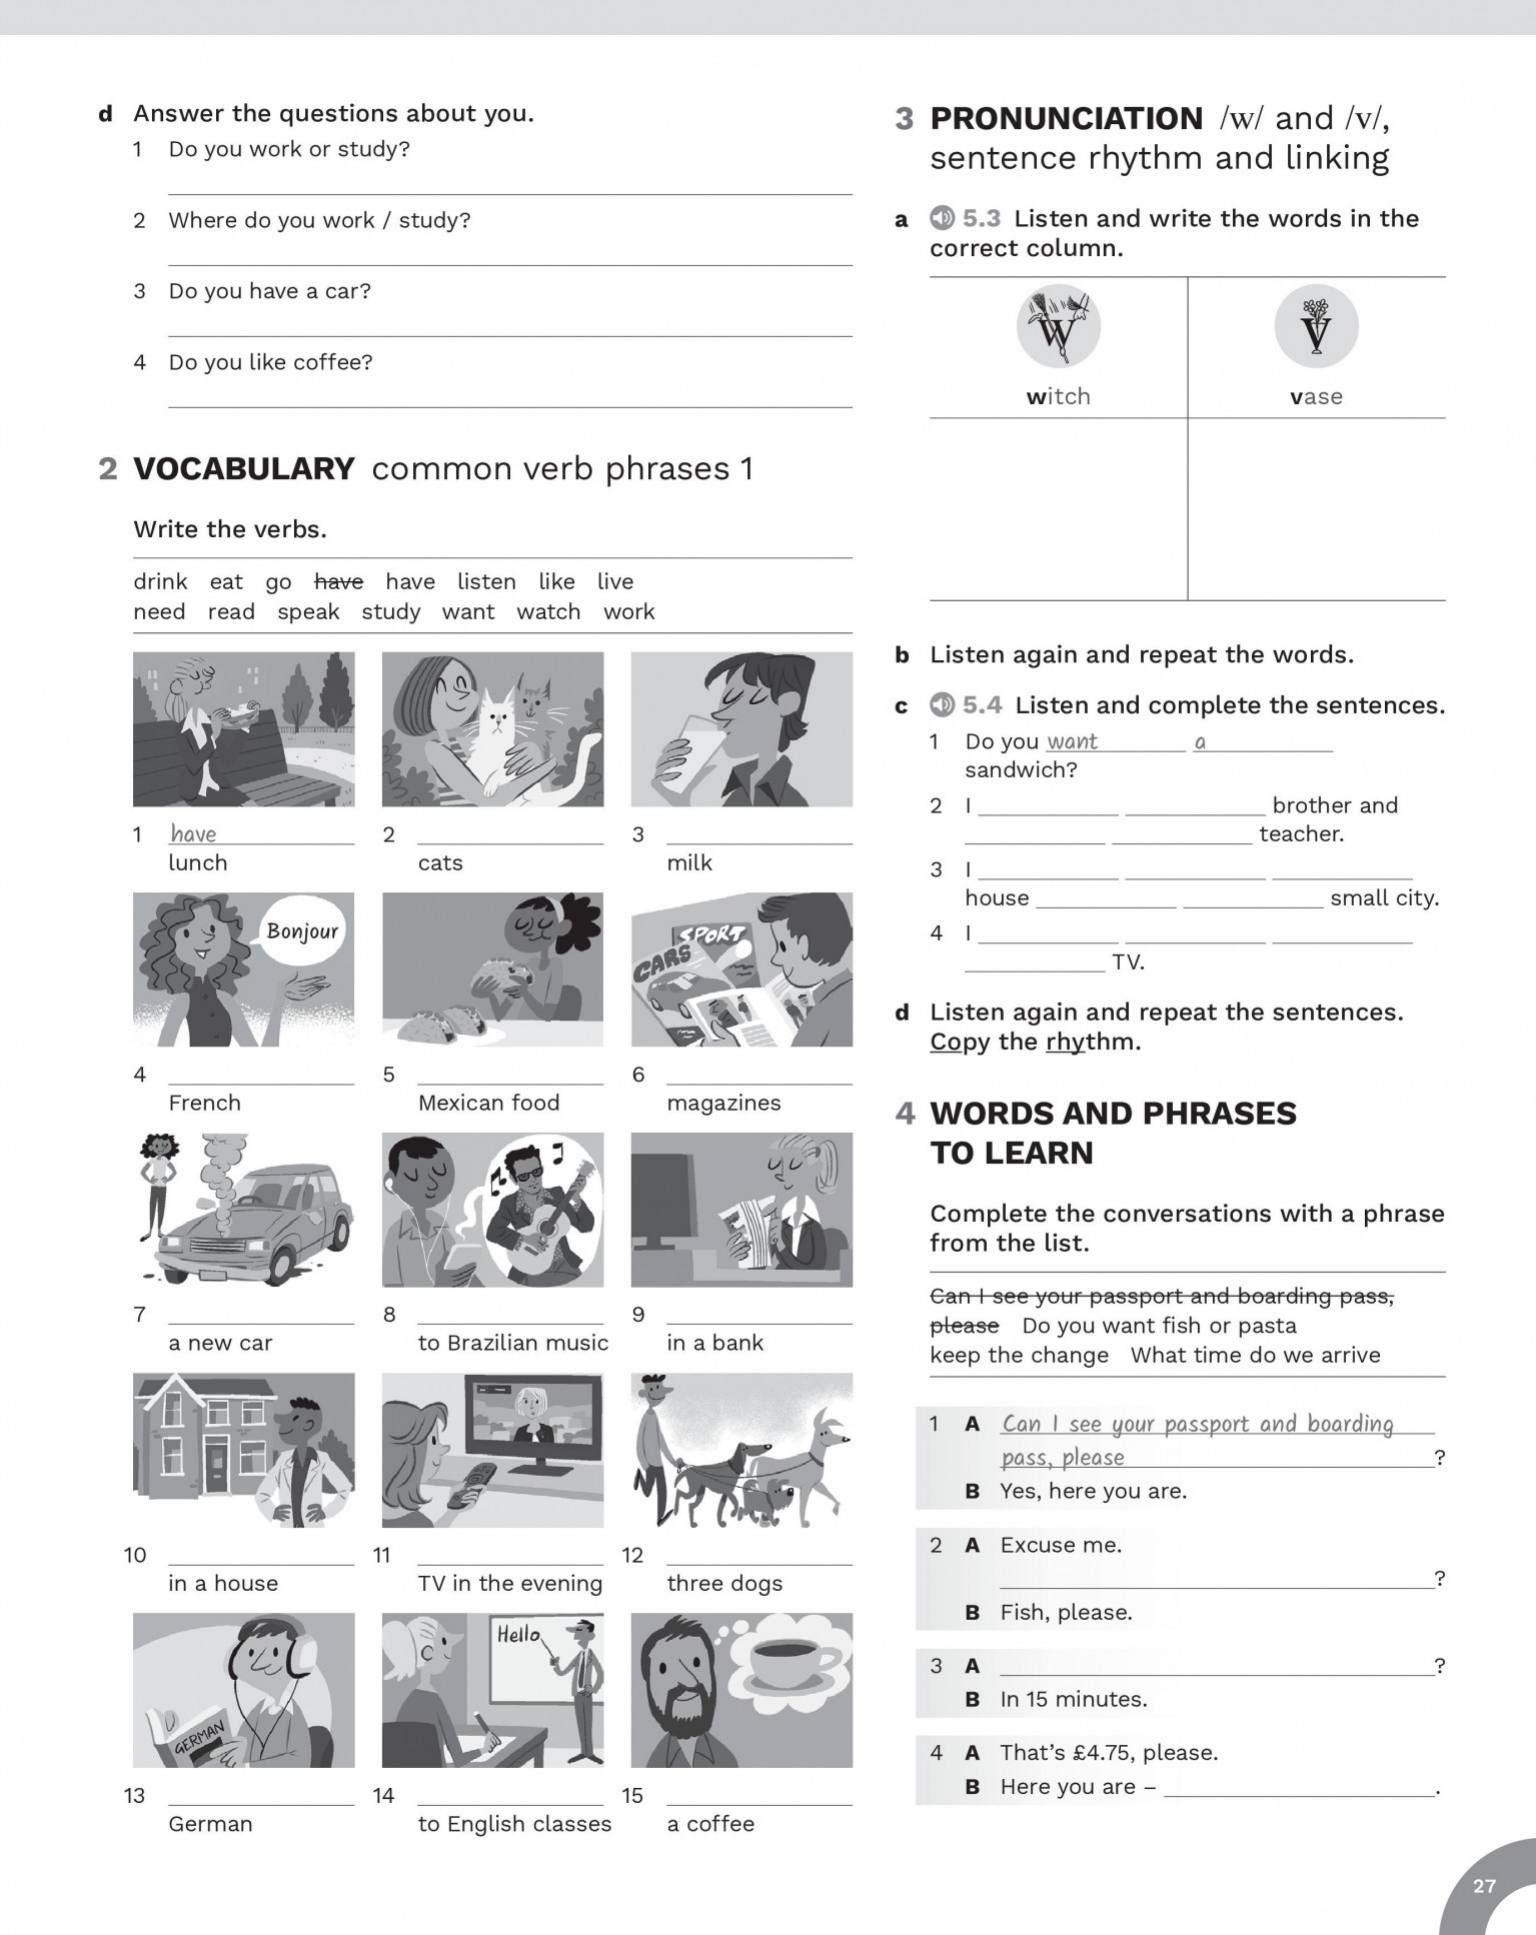 d Answer the questions about you.
1 Do you work or study?
2 Where do you work / study?
3 Do you have a car?
4 Do you like coffee?
2 VOCABULARY common verb phrases 1
Write the verbs.
drink eat go have have listen like live
need read speak study want watch work
1 have
lunch
2
cats
3
milk
Bonjour
SPORT
CARS
4
French
5
Mexican food
6
magazines
7
a new car
8
to Brazilian music
9
in a bank
10
in a house
11
TV in the evening
12
three dogs
GERMAN
Hello
13
German
14
to English classes
15
a coffee
3 PRONUNCIATION /w/ and /v/,
sentence rhythm and linking
a 5.3 Listen and write the words in the
correct column.
W
V
witch
vase
b Listen again and repeat the words.
c 5.4 Listen and complete the sentences.
1 Do you want a
sandwich?
2 I brother and
teacher.
3 I
house small city.
4 I
TV.
d Listen again and repeat the sentences.
Copy the rhythm.
4 WORDS AND PHRASES
TO LEARN
Complete the conversations with a phrase
from the list.
Can I see your passport and boarding pass,
please Do you want fish or pasta
keep the change What time do we arrive
1 A Can I see your passport and boarding
pass, please ?
B Yes, here you are.
2 A Excuse me.
?
B Fish, please.
3 A ?
B In 15 minutes.
4 A That's £4.75, please.
B Here you are – .
27